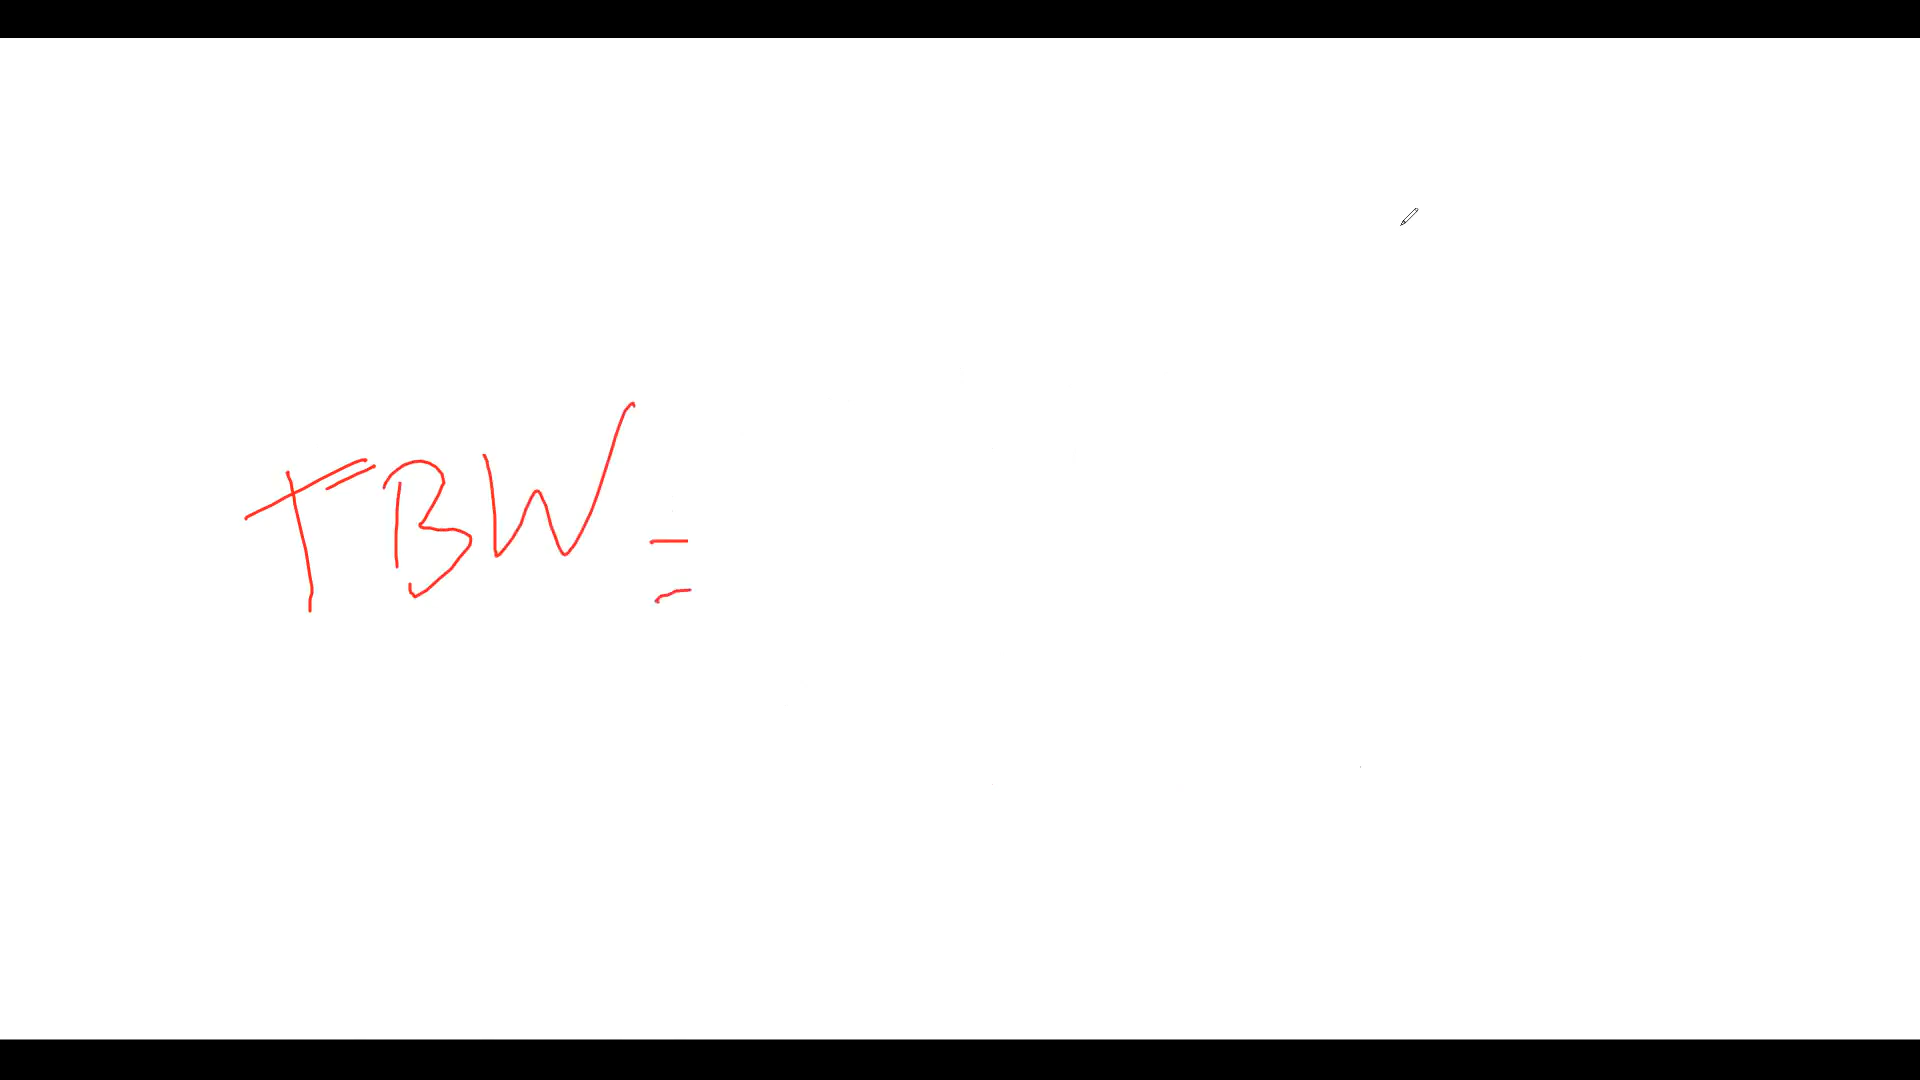 TBW =